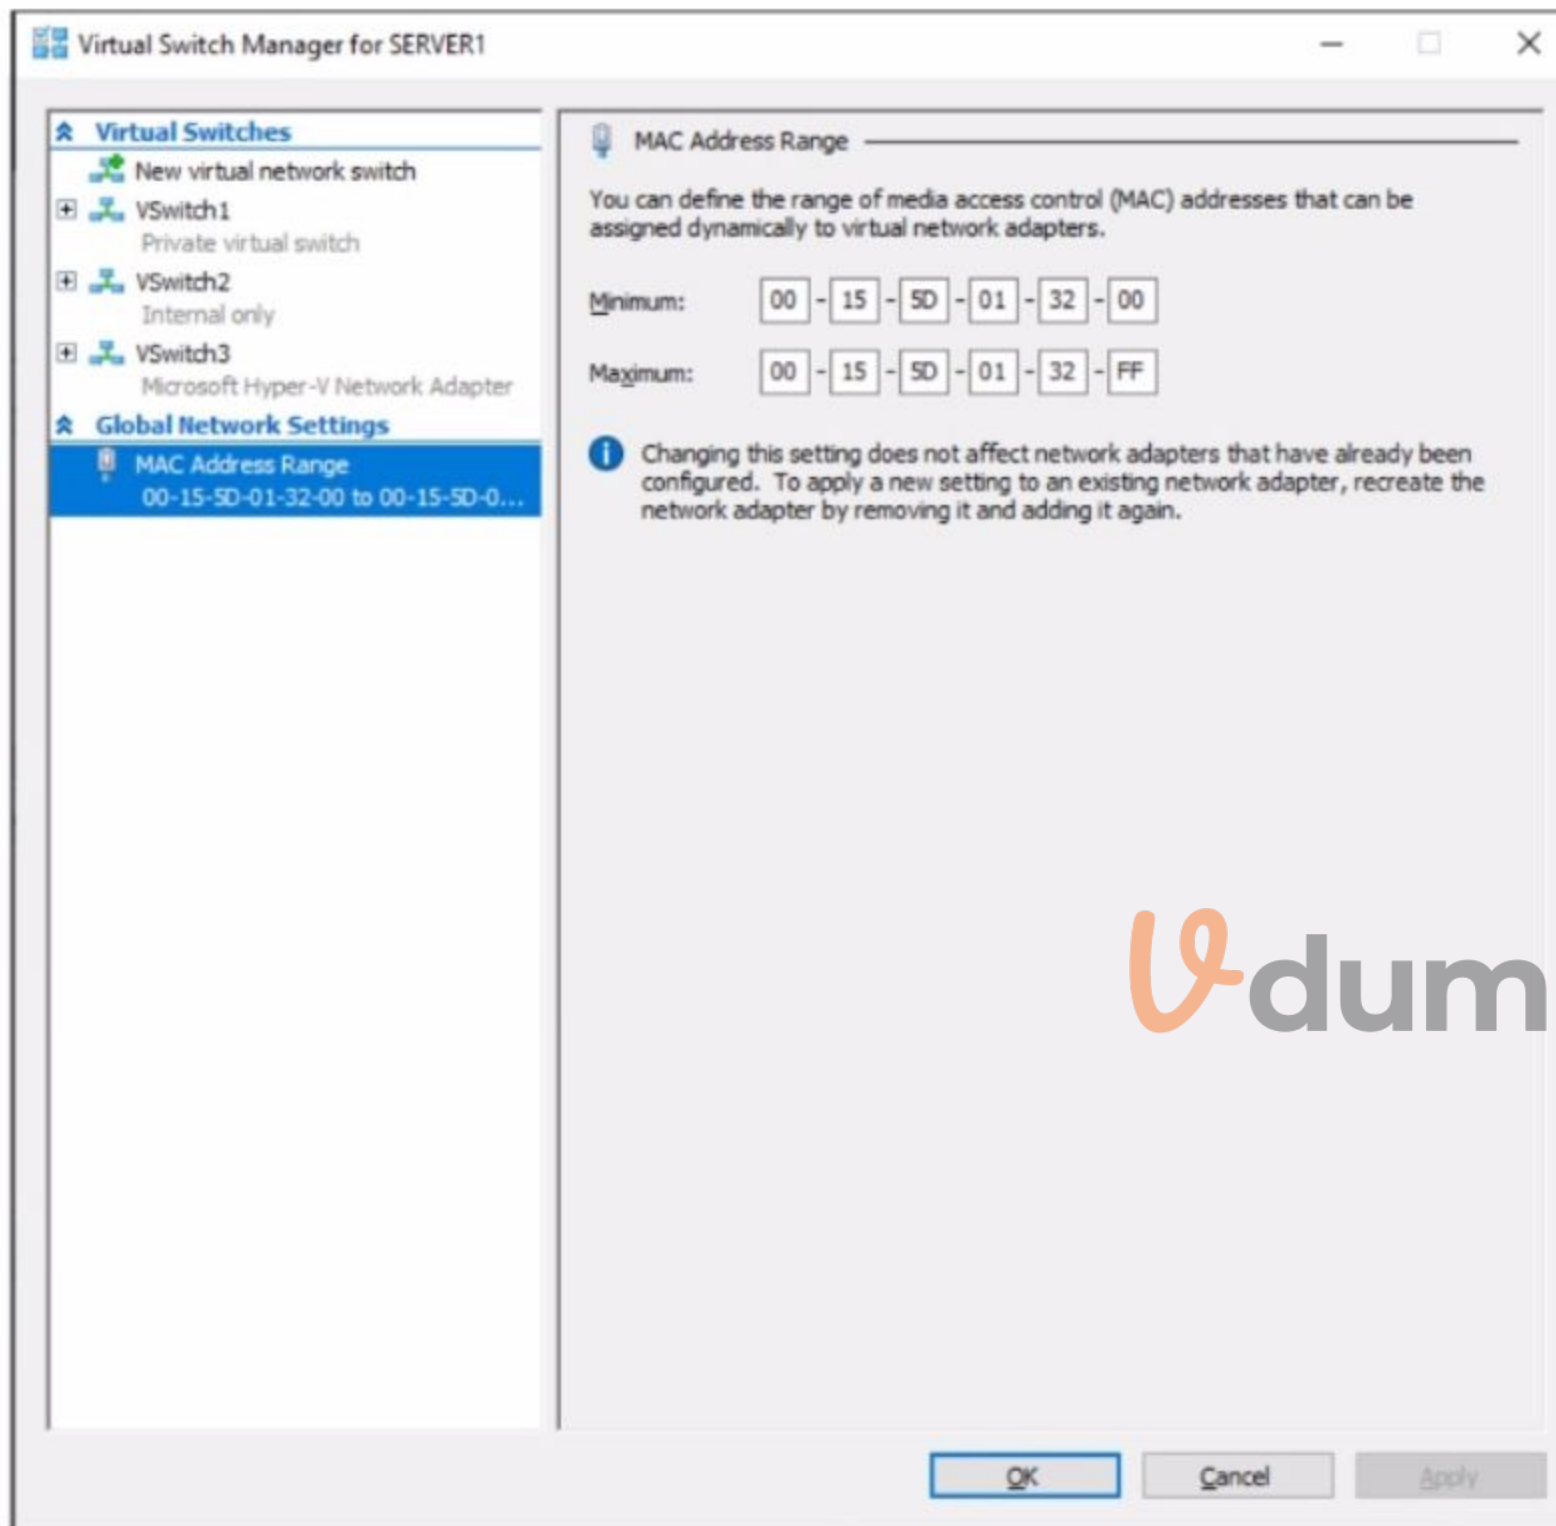 Virtual Switch Manager for SERVER1
Virtual Switches
New virtual network switch
VSwitch1
Private virtual switch
VSwitch2
Internal only
VSwitch3
Microsoft Hyper-V Network Adapter
Global Network Settings
MAC Address Range
00-15-5D-01-32-00 to 00-15-5D-0...
MAC Address Range
You can define the range of media access control (MAC) addresses that can be
assigned dynamically to virtual network adapters.
Minimum: 00 - 15 - 5D - 01 - 32 - 00
Maximum: 00 - 15 - 5D - 01 - 32 - FF
Changing this setting does not affect network adapters that have already been
configured. To apply a new setting to an existing network adapter, recreate the
network adapter by removing it and adding it again.
Vdum
OK Cancel Apply